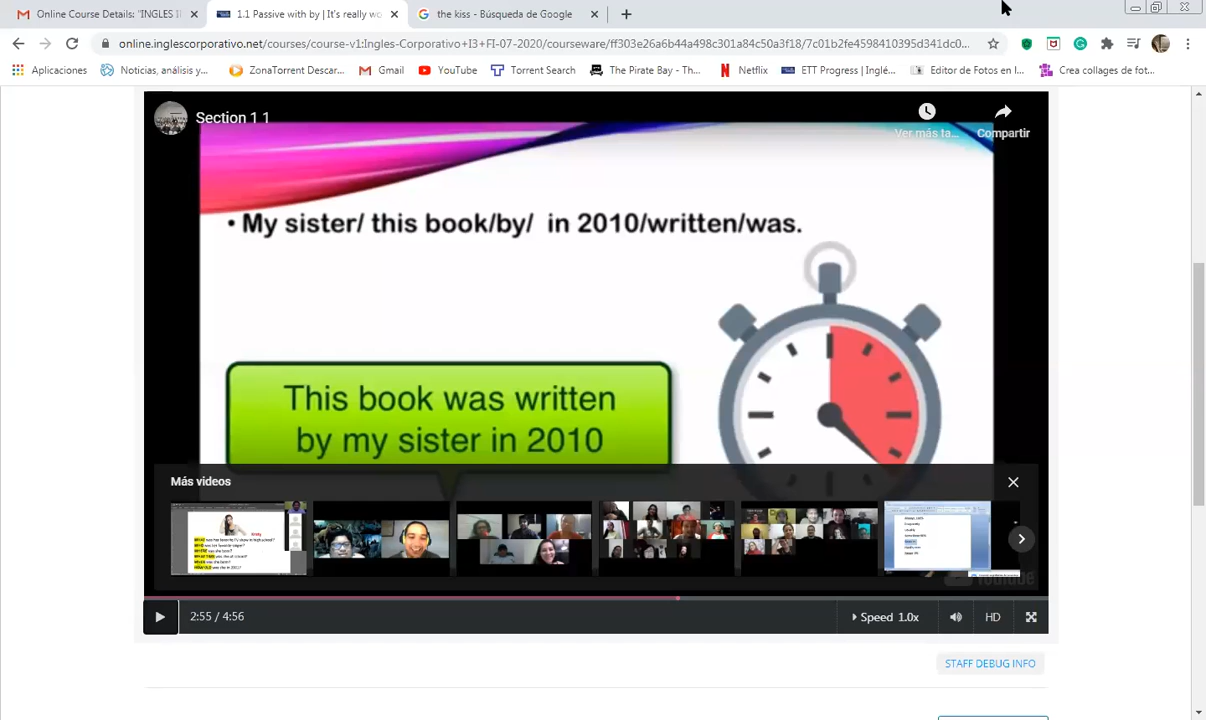 Online Course Details: "INGLES I
1.1 Passive with by | It's really wo
the kiss - Búsqueda de Google
online.inglescorporativo.net/courses/course-v1:Ingles-Corporativo+I3+FI-07-2020/courseware/ff303e26a6b44a498c301a84c50a3f18/7c01b2fe4598410395d341dc0...
Aplicaciones
Noticias, análisis y...
ZonaTorrent Descar...
Gmail
YouTube
Torrent Search
The Pirate Bay - Th...
Netflix
ETT Progress | Inglé...
Editor de Fotos en l...
Crea collages de fot...
Section 1 1
Ver más ta...
Compartir
• My sister/ this book/by/ in 2010/written/was.
This book was written
by my sister in 2010
Más videos
2:55 / 4:56
Speed 1.0x
HD
STAFF DEBUG INFO